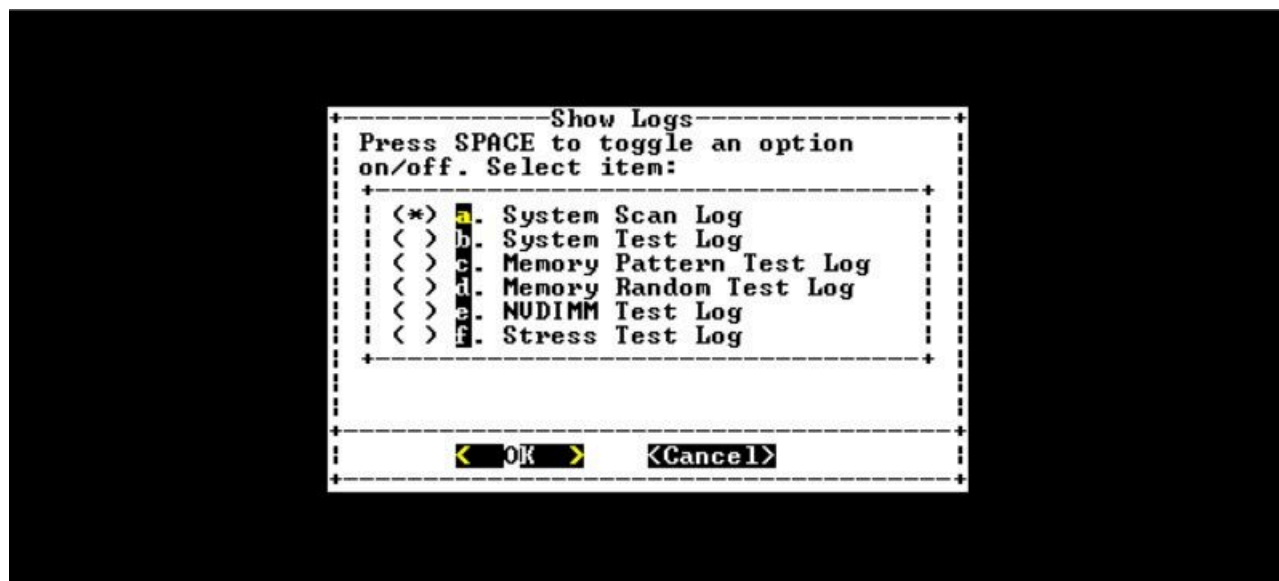 Show Logs
Press SPACE to toggle an option
on/off. Select item:
(*) a. System Scan Log
( ) b. System Test Log
( ) c. Memory Pattern Test Log
( ) d. Memory Random Test Log
( ) e. NVDIMM Test Log
( ) f. Stress Test Log
< OK > <Cancel>